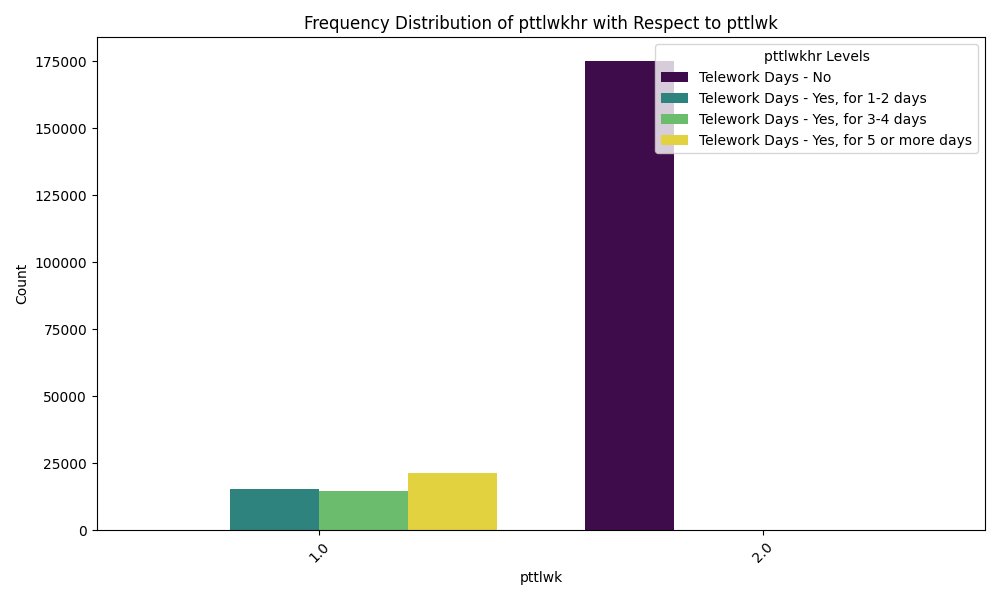 Frequency Distribution of pttlwkhr with Respect to pttlwk
pttlwkhr Levels
Telework Days - No
Telework Days - Yes, for 1-2 days
Telework Days - Yes, for 3-4 days
Telework Days - Yes, for 5 or more days
Count
175000
150000
125000
100000
75000
50000
25000
0
1.0
2.0
pttlwk